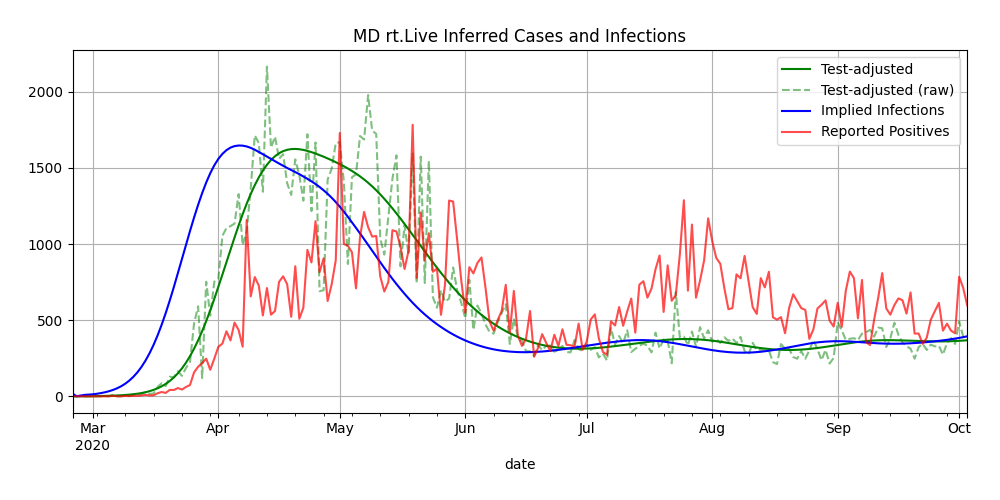 MD rt.Live Inferred Cases and Infections
Test-adjusted
Test-adjusted (raw)
Implied Infections
Reported Positives
2000
1500
1000
500
0
Mar Apr May Jun Jul Aug Sep Oct
2020
date